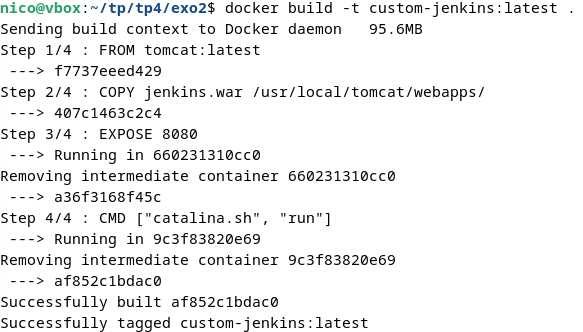 nico@vbox:~/tp/tp4/exo2$ docker build -t custom-jenkins:latest .
Sending build context to Docker daemon   95.6MB
Step 1/4 : FROM tomcat:latest
 ---> f7737eeed429
Step 2/4 : COPY jenkins.war /usr/local/tomcat/webapps/
 ---> 407c1463c2c4
Step 3/4 : EXPOSE 8080
 ---> Running in 660231310cc0
Removing intermediate container 660231310cc0
 ---> a36f3168f45c
Step 4/4 : CMD ["catalina.sh", "run"]
 ---> Running in 9c3f83820e69
Removing intermediate container 9c3f83820e69
 ---> af852c1bdac0
Successfully built af852c1bdac0
Successfully tagged custom-jenkins:latest